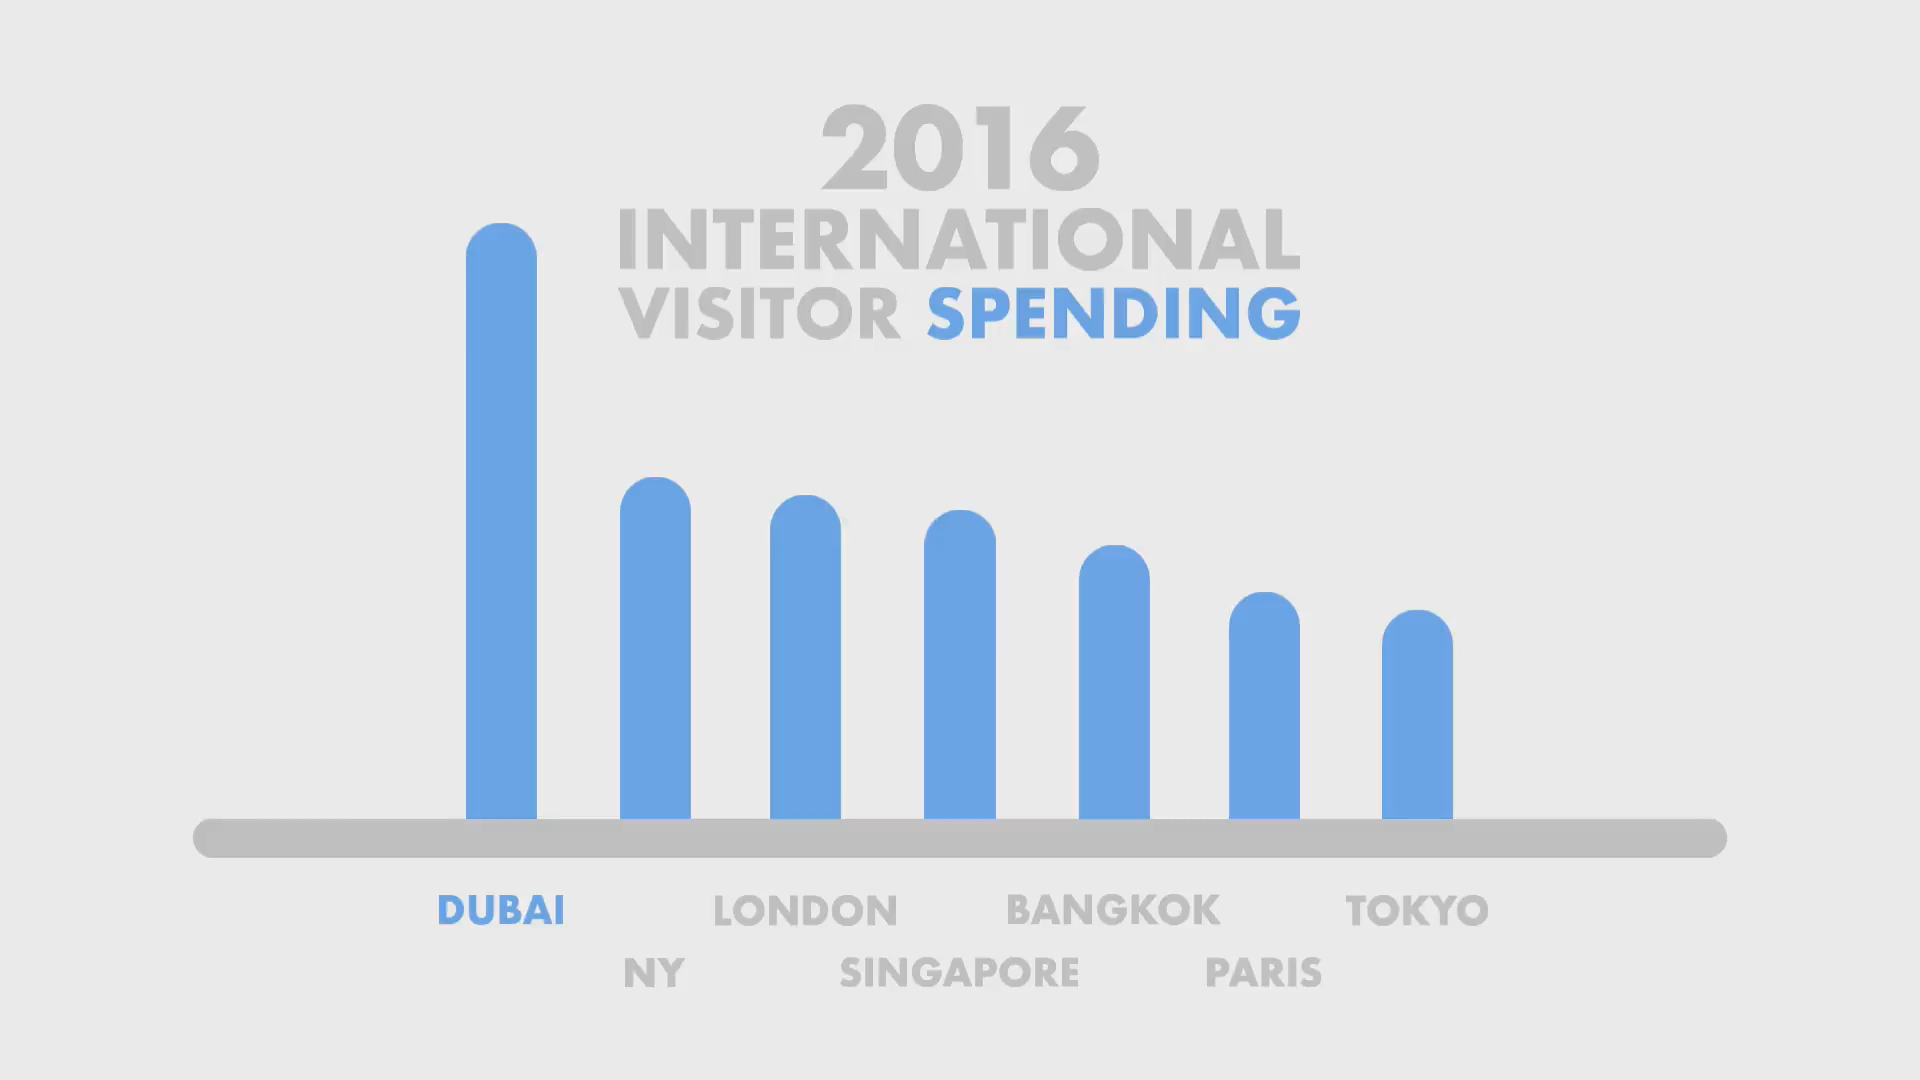 2016
INTERNATIONAL
VISITOR SPENDING
DUBAI LONDON BANGKOK TOKYO
NY SINGAPORE PARIS